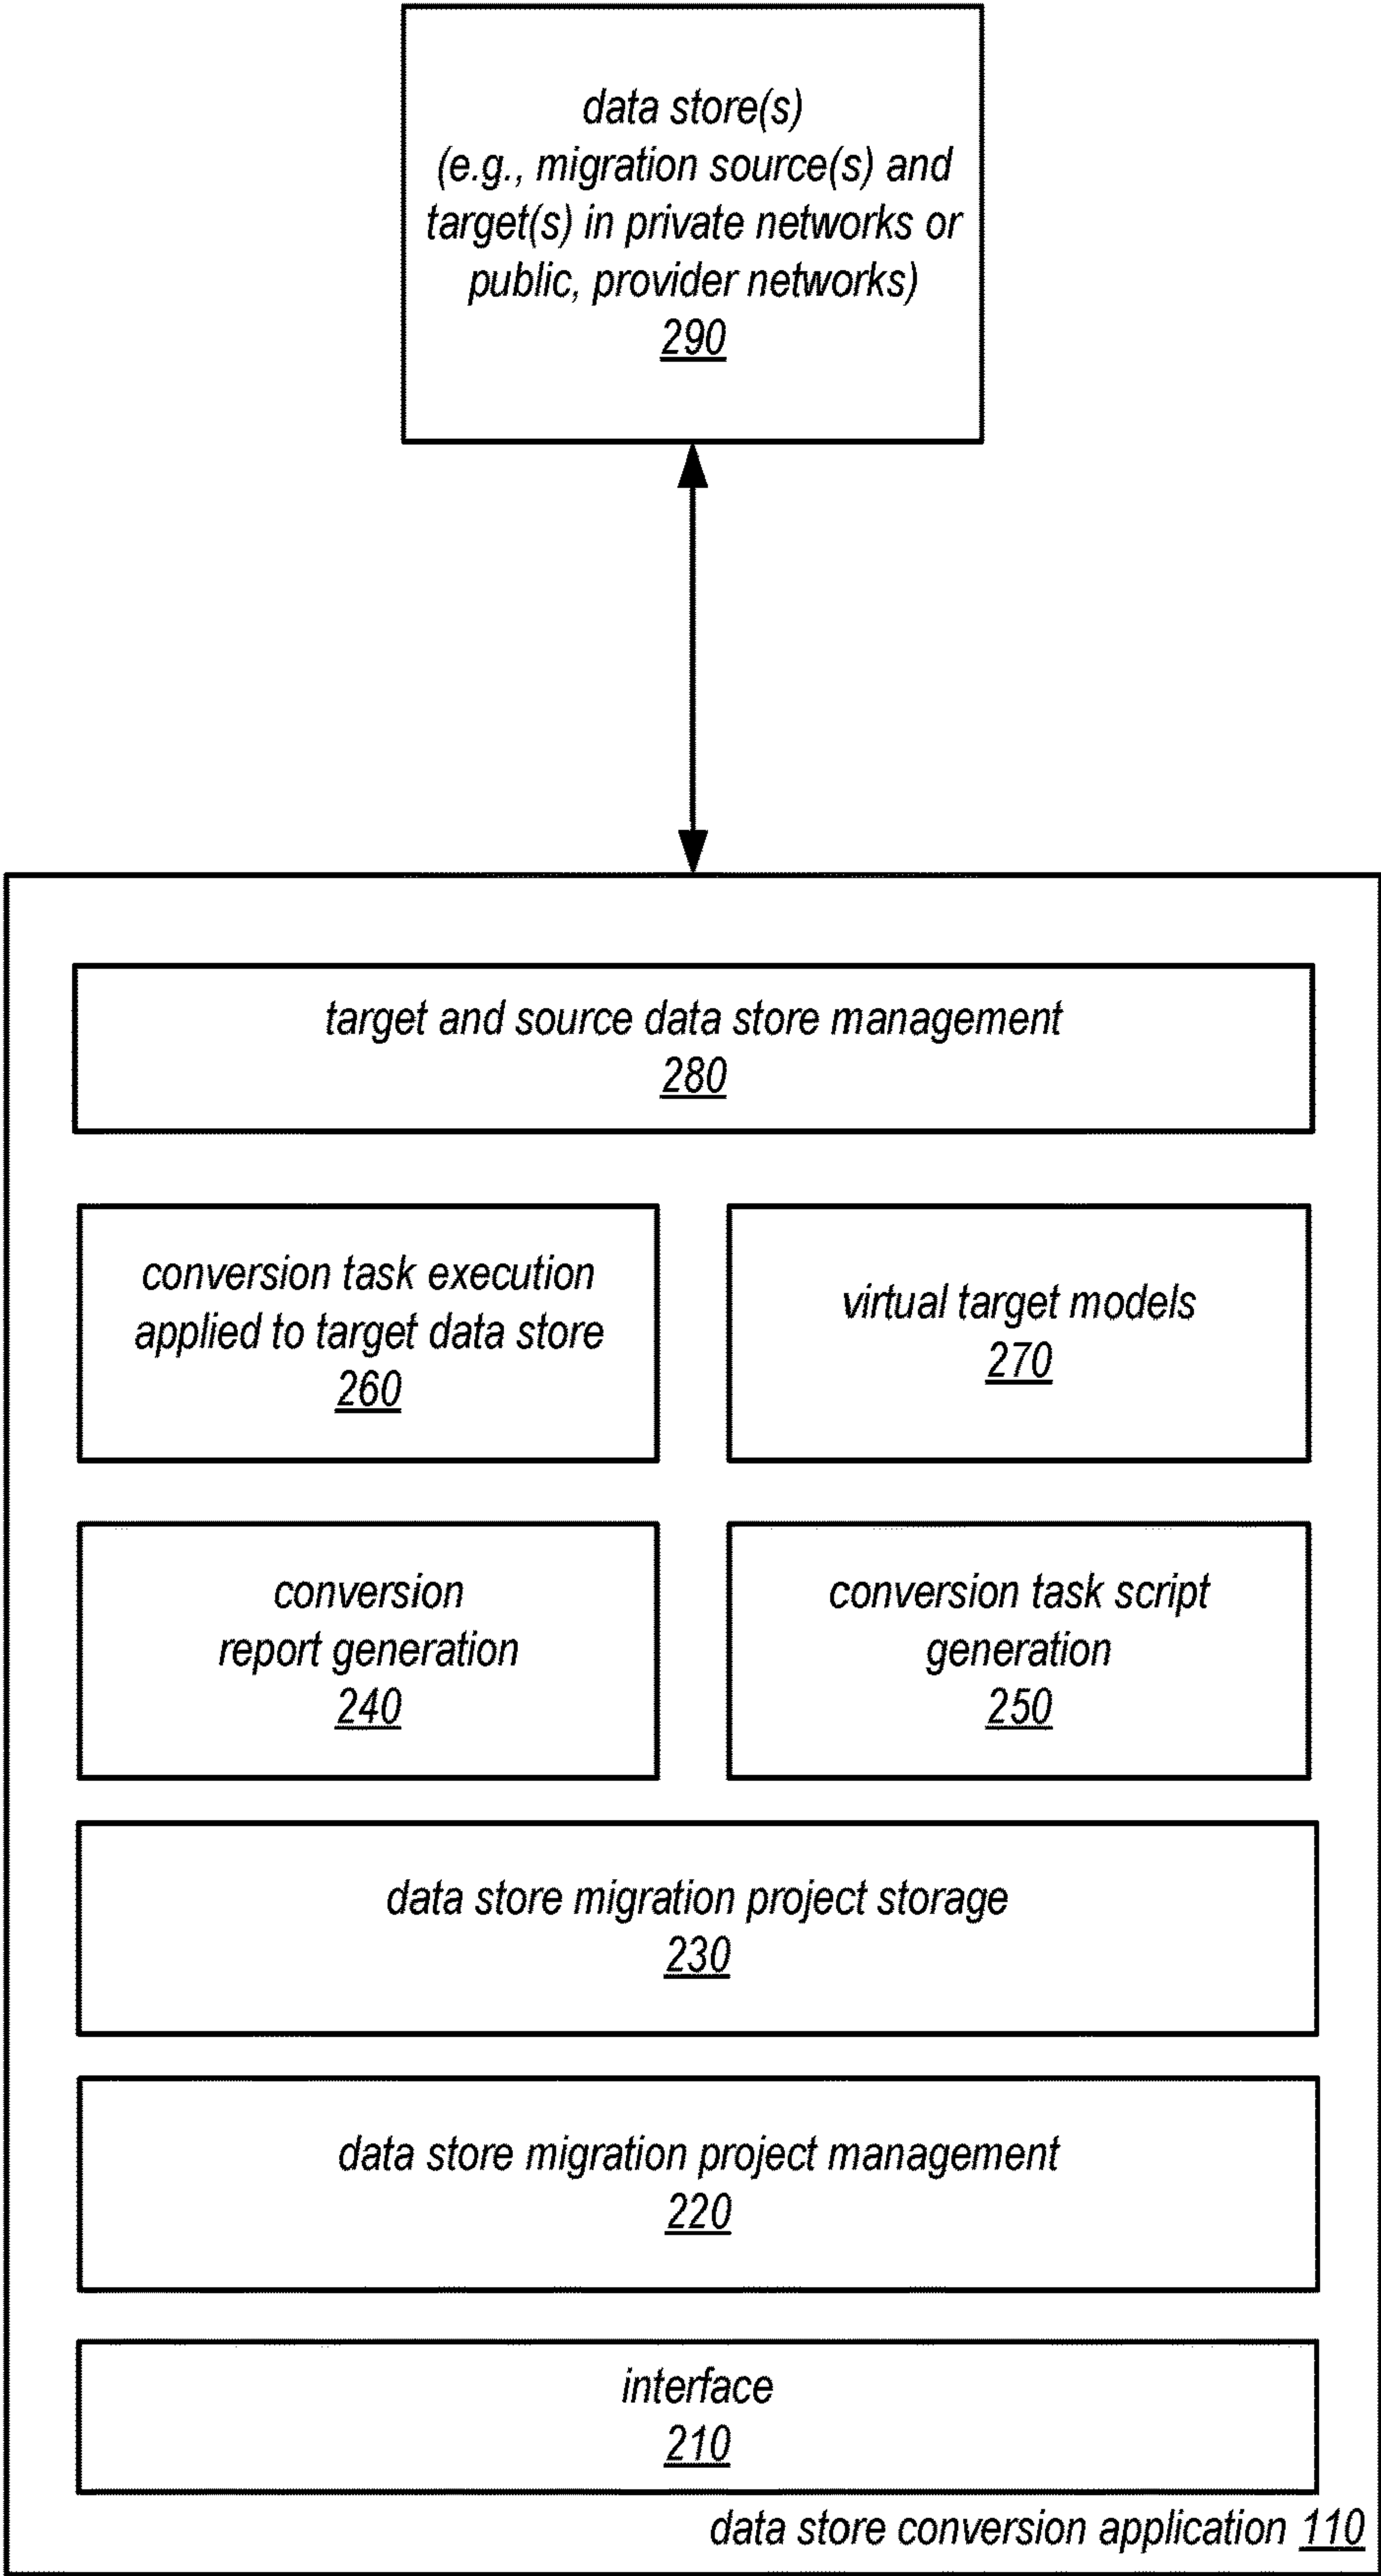 data store(s)
(e.g., migration source(s) and
target(s) in private networks or
public, provider networks)
290
target and source data store management
280
conversion task execution
applied to target data store
260
virtual target models
270
conversion
report generation
240
conversion task script
generation
250
data store migration project storage
230
data store migration project management
220
interface
210
data store conversion application 110